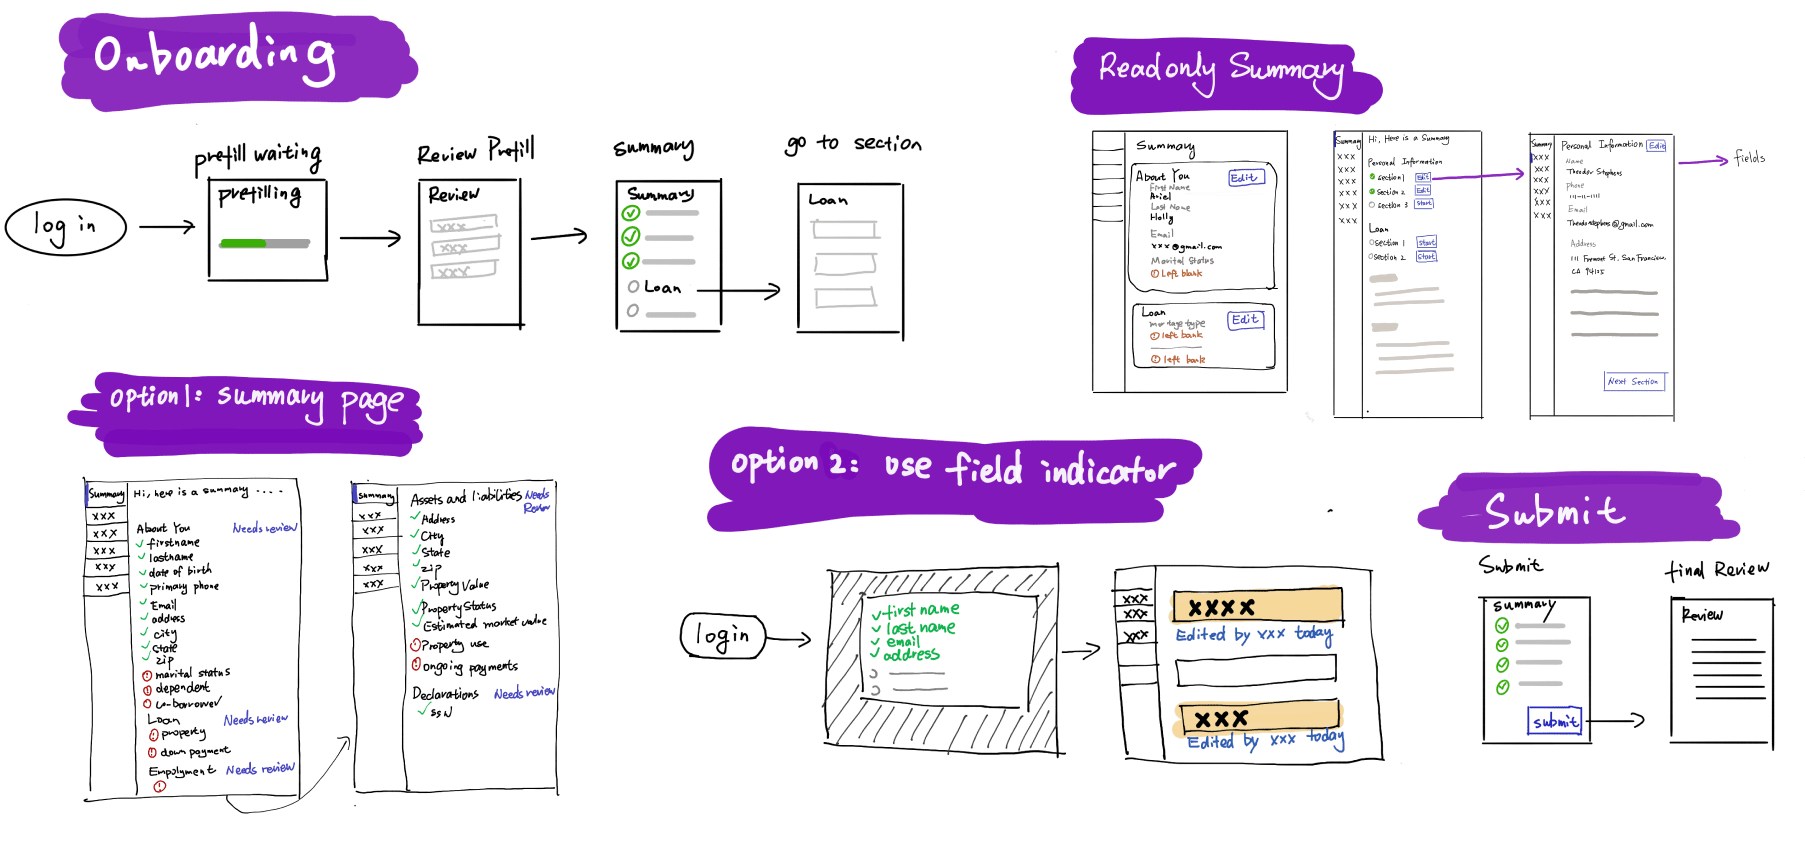 Onboarding
log in
prefill waiting
prefilling
Review Prefill
Review
xxx
xxx
xxx
Summary
Summary
Loan
go to section
Loan
Readonly Summary
Summary
About You
Edit
First Name
Ariel
Last Name
Holly
Email
xxx@gmail.com
Marital Status
! left blank
Loan
Edit
mortage type
! left bank
! left bank
Summary
xxx
xxx
xxx
xxx
xxx
xxx
Hi, Here is a Summary
Personal Information
section 1 Edit
section 2 Edit
section 3 Start
Loan
section 1 Start
section 2 Start
Summary
xxx
xxx
xxx
xxx
xxx
xxx
Personal Information Edit
Name
Theodor Stephens
phone
111-11-1111
Email
Theodorstephens@gmail.com
Address
111 Fremont St. San Francisco,
CA 94105
Next Section
fields
option 1: summary page
Summary
xxx
xxx
xxx
xxx
xxx
Hi, here is a summary ....
About You Needs review
firstname
lastname
date of birth
primary phone
Email
address
city
state
zip
! marital status
! dependent
! co-borrower
Loan Needs review
! property
! down payment
Empolyment Needs review
!
summary
xxx
xxx
xxx
xxx
xxx
Assets and liabilities Needs
Review
Address
City
State
zip
Property Value
Property Status
Estimated market value
! Property use
! ongoing payments
Declarations Needs review
SSN
option 2: use field indicator
login
first name
last name
email
address
xxx
xxx
xxx
xxxx
Edited by xxx today
xxx
Edited by xxx today
Submit
Submit
Summary
submit
final Review
Review